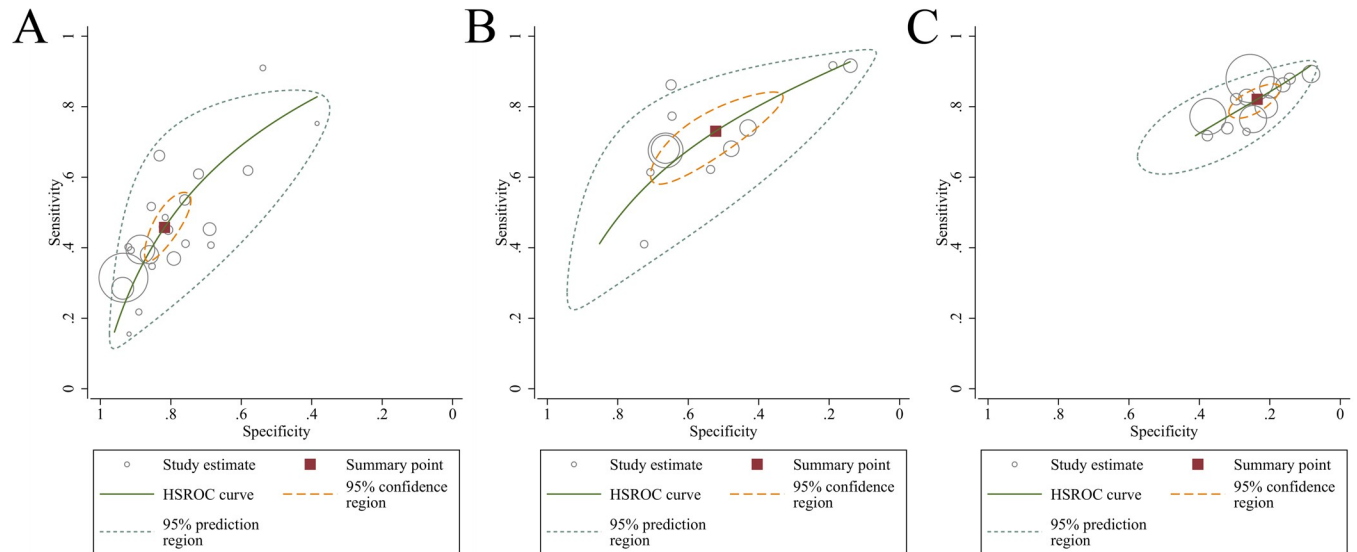 A
1
.8
.6
.4
.2
0
Sensitivity
1
.8
.6
.4
.2
0
Specificity
Study estimate
Summary point
HSROC curve
95% confidence
region
95% prediction
region
B
1
.8
.6
.4
.2
0
Sensitivity
1
.8
.6
.4
.2
0
Specificity
Study estimate
Summary point
HSROC curve
95% confidence
region
95% prediction
region
C
1
.8
.6
.4
.2
0
Sensitivity
1
.8
.6
.4
.2
0
Specificity
Study estimate
Summary point
HSROC curve
95% confidence
region
95% prediction
region